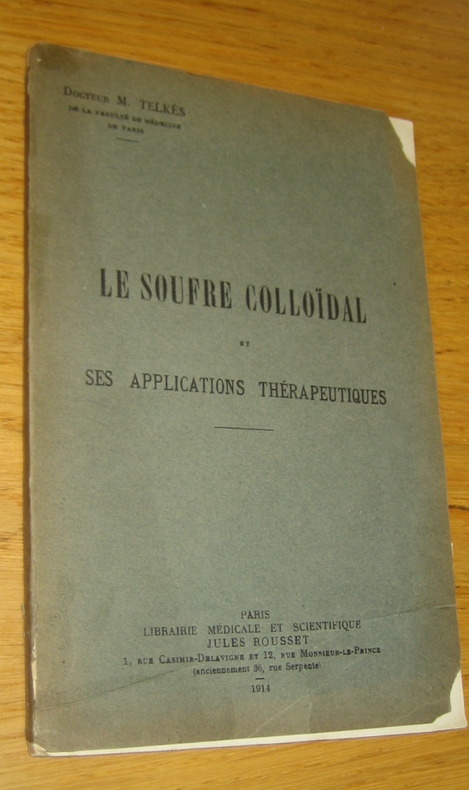 DOCTEUR M. TELKÈS
DE LA FACULTÉ DE MÉDECINE
DE PARIS
LE SOUFRE COLLOÏDAL
ET
SES APPLICATIONS THÉRAPEUTIQUES
PARIS
LIBRAIRIE MÉDICALE ET SCIENTIFIQUE
JULES ROUSSET
1, RUE CASIMIR-DELAVIGNE ET 12, RUE MONSIEUR-LE-PRINCE
(anciennement 36, rue Serpente)
1914